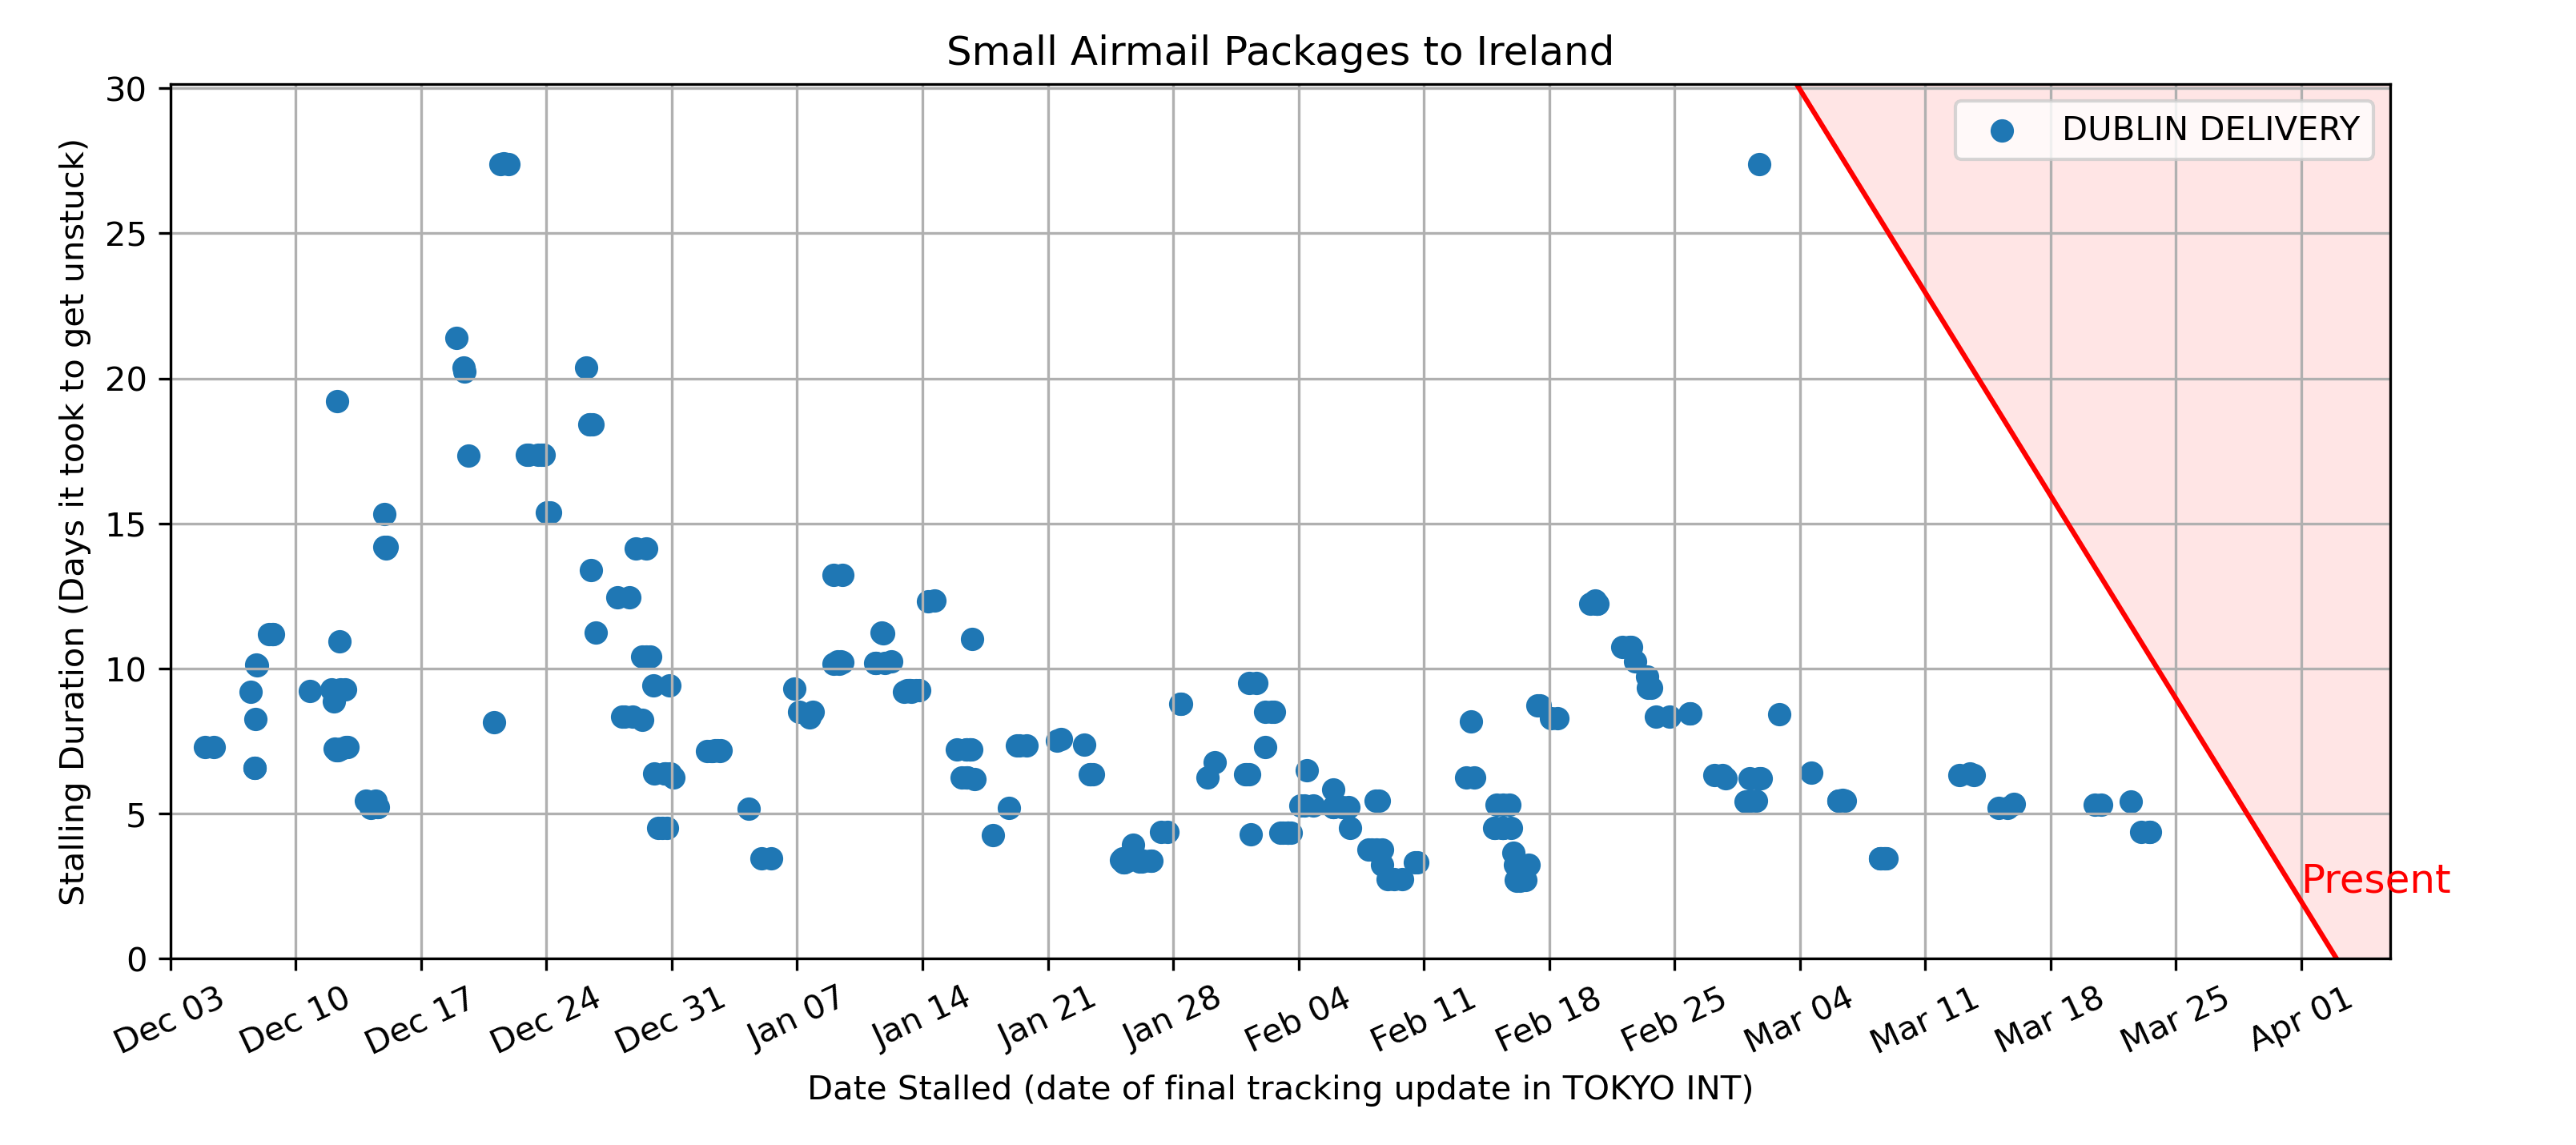 Small Airmail Packages to Ireland
DUBLIN DELIVERY
Stalling Duration (Days it took to get unstuck)
30
25
20
15
10
5
0
Present
Dec 03 Dec 10 Dec 17 Dec 24 Dec 31 Jan 07 Jan 14 Jan 21 Jan 28 Feb 04 Feb 11 Feb 18 Feb 25 Mar 04 Mar 11 Mar 18 Mar 25 Apr 01
Date Stalled (date of final tracking update in TOKYO INT)